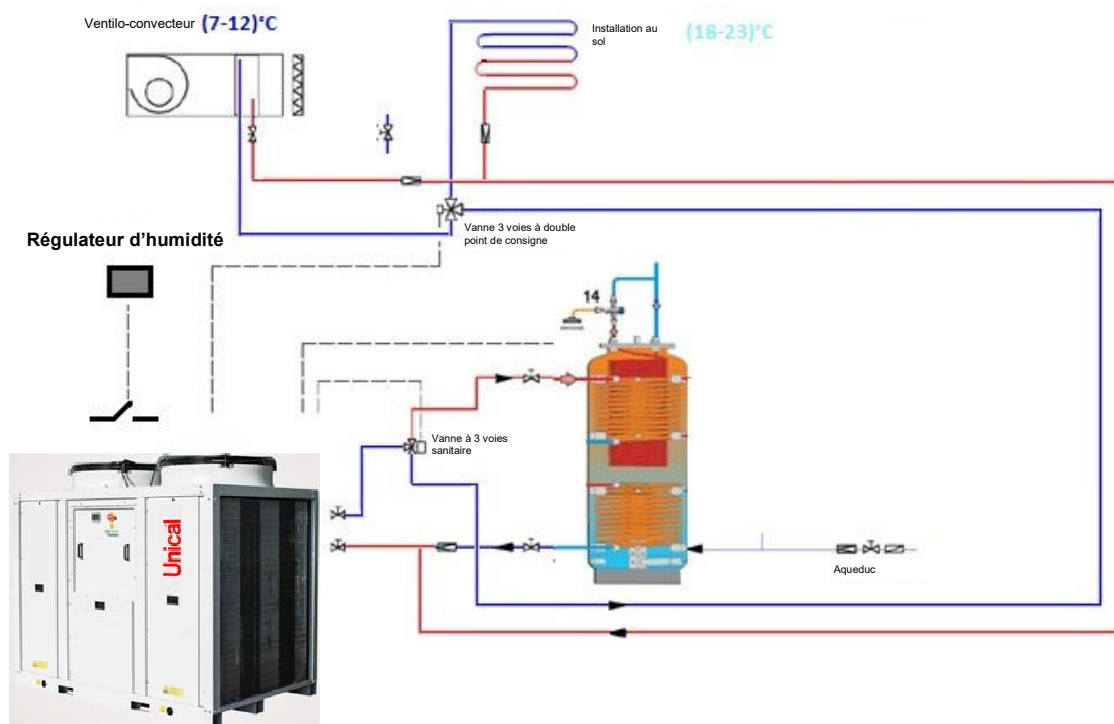 Ventilo-convecteur (7-12)°C
Installation au
sol
(18-23)°C
Vanne 3 voies à double
point de consigne
Régulateur d'humidité
14
Vanne à 3 voies
sanitaire
Unical
Aqueduc